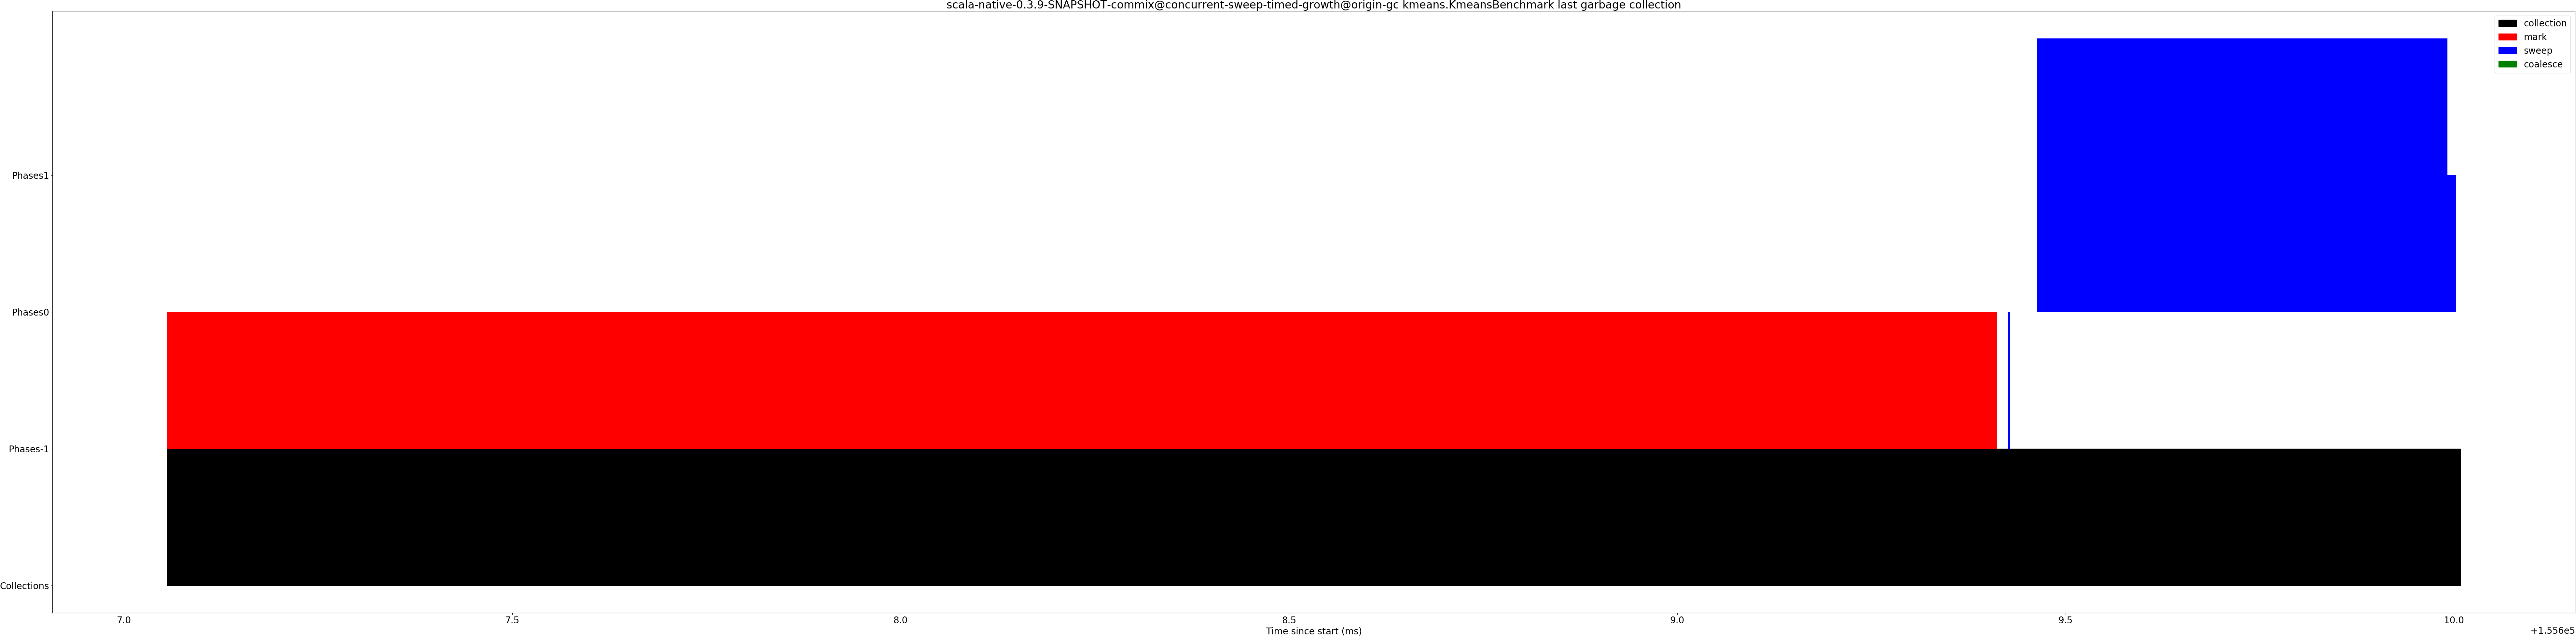 scala-native-0.3.9-SNAPSHOT-commix@concurrent-sweep-timed-growth@origin-gc kmeans.KmeansBenchmark last garbage collection
collection
mark
sweep
coalesce
Phases1
Phases0
Phases-1
Collections
7.0 7.5 8.0 8.5 9.0 9.5 10.0
Time since start (ms)
+1.556e5